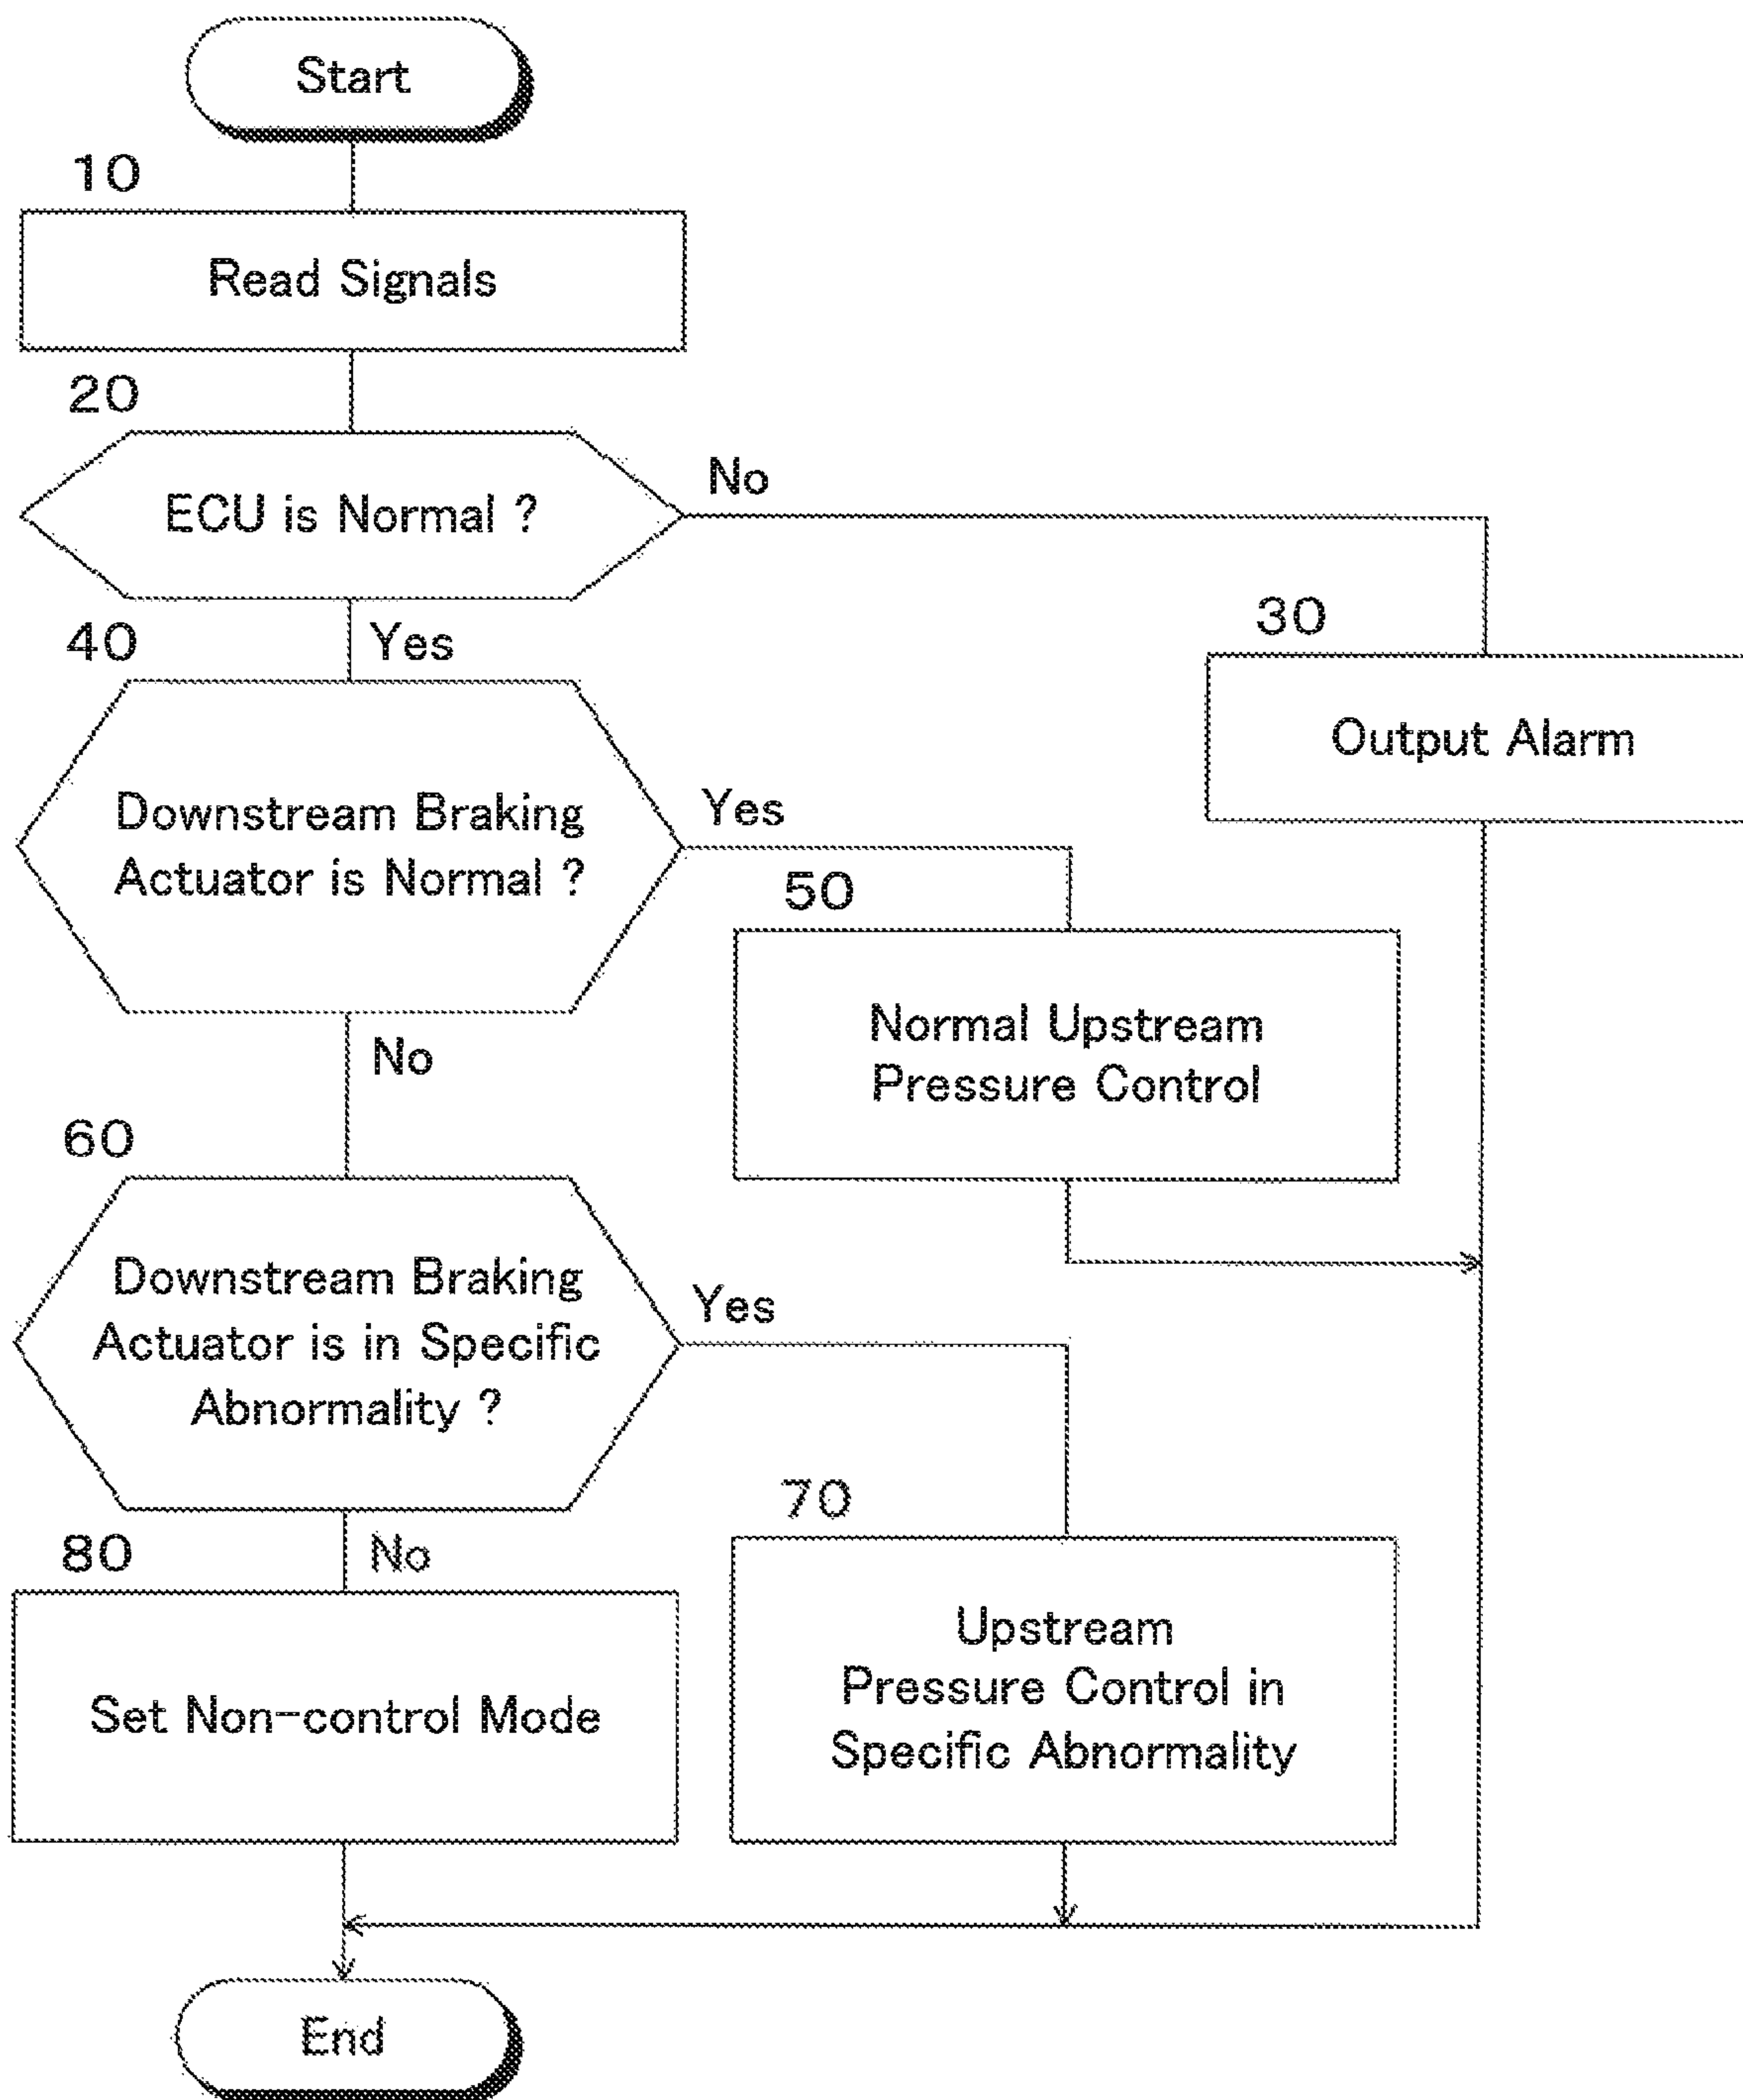 Start
10
Read Signals
20
ECU is Normal ?
No
30
Output Alarm
40
Yes
Downstream Braking
Actuator is Normal ?
Yes
50
Normal Upstream
Pressure Control
No
60
Downstream Braking
Actuator is in Specific
Abnormality ?
Yes
70
Upstream
Pressure Control in
Specific Abnormality
80
No
Set Non-control Mode
End